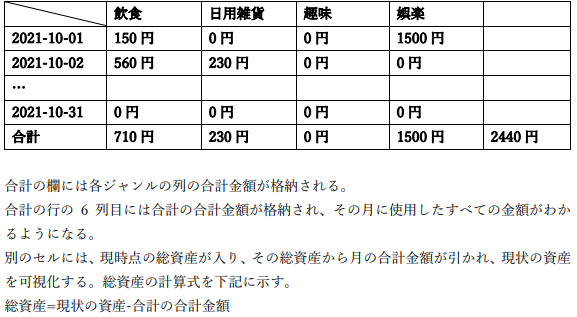 飲食 日用雑貨 趣味 娯楽
2021-10-01 150 円 0 円 0 円 1500 円
2021-10-02 560 円 230 円 0 円 0 円
…
2021-10-31 0 円 0 円 0 円 0 円
合計 710 円 230 円 0 円 1500 円 2440 円
合計の欄には各ジャンルの列の合計金額が格納される。
合計の行の 6 列目には合計の合計金額が格納され、その月に使用したすべての金額がわか
るようになる。
別のセルには、現時点の総資産が入り、その総資産から月の合計金額が引かれ、現状の資産
を可視化する。総資産の計算式を下記に示す。
総資産=現状の資産-合計の合計金額